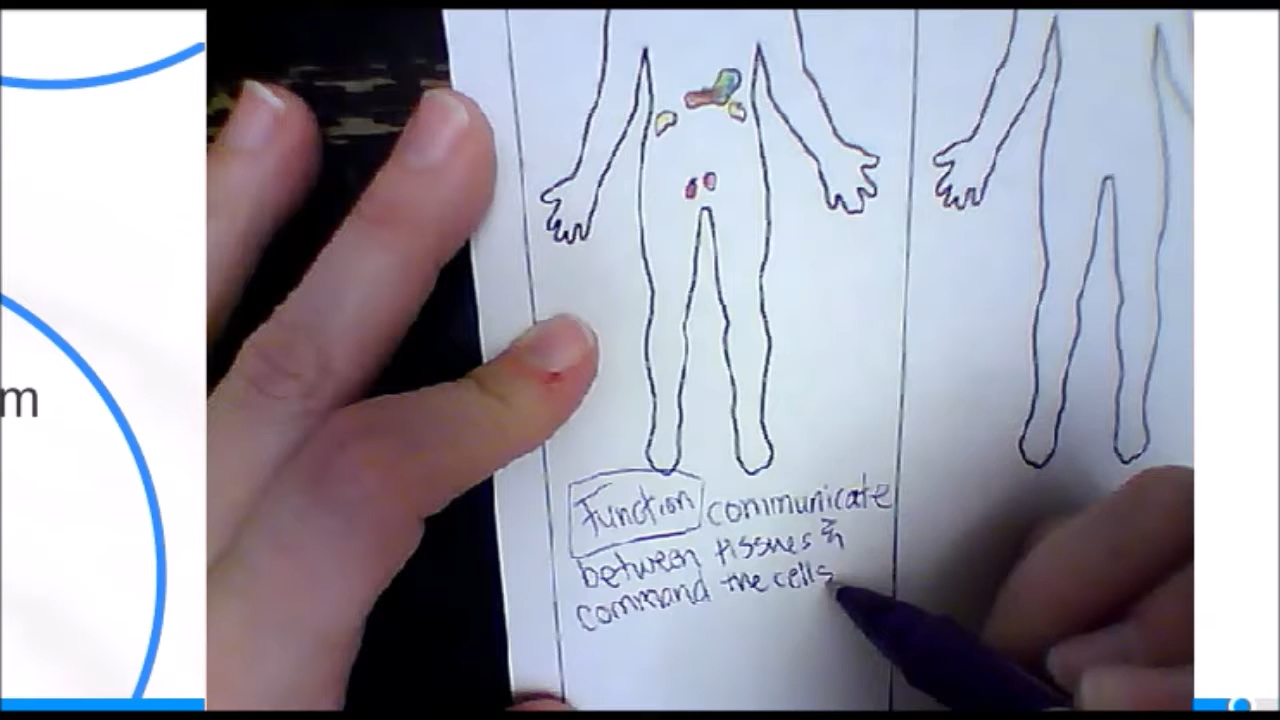 m
Function communicate
between tissues &
command the cells